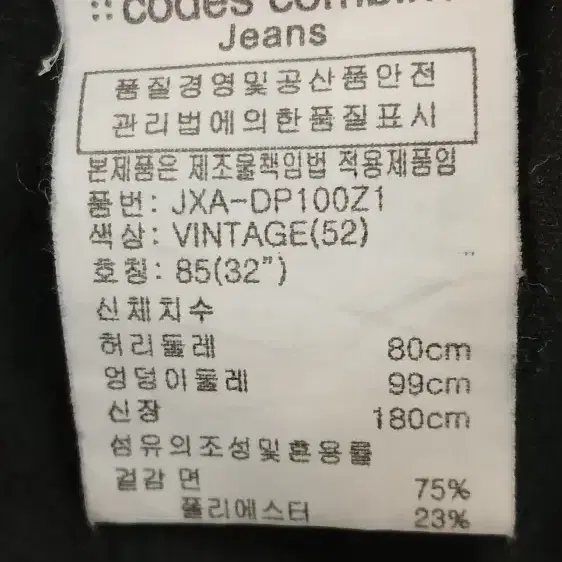 :: codes combine
Jeans
품질경영및공산품안전
관리법에의한품질표시
본제품은 제조물책임법 적용제품임
품번: JXA-DP100Z1
색상: VINTAGE(52)
호칭: 85(32")
신체치수
허리둘레 80cm
엉덩이둘레 99cm
신장 180cm
섬유의조성및혼용률
겉감 면 75%
폴리에스터 23%